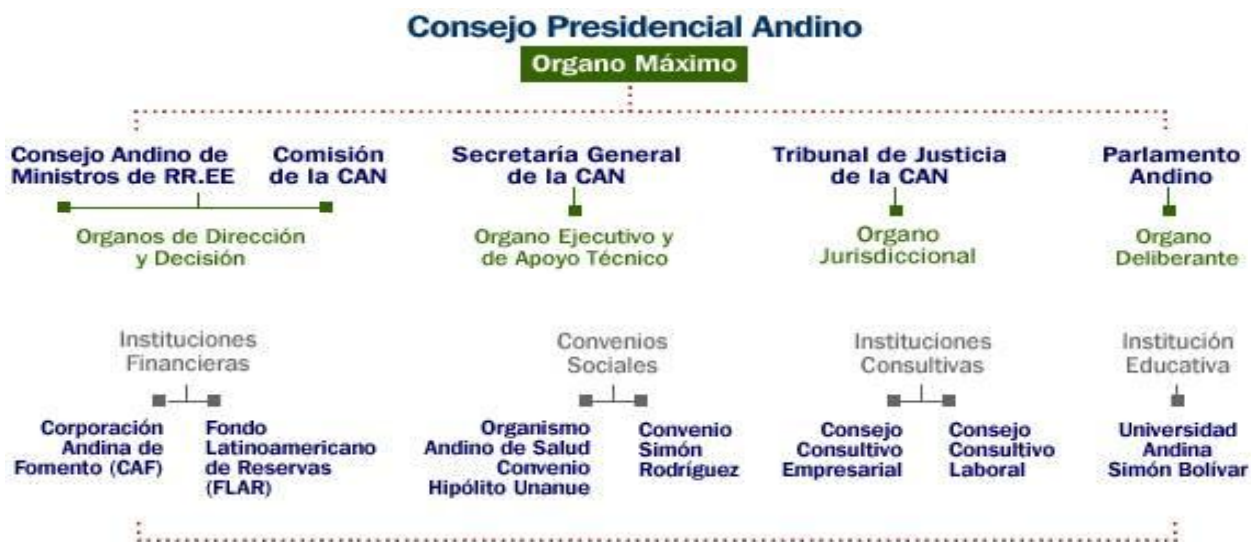 Consejo Presidencial Andino
Organo Máximo
Consejo Andino de
Ministros de RR.EE
Comisión
de la CAN
Organos de Dirección
y Decisión
Secretaría General
de la CAN
Organo Ejecutivo y
de Apoyo Técnico
Tribunal de Justicia
de la CAN
Organo
Jurisdiccional
Parlamento
Andino
Organo
Deliberante
Instituciones
Financieras
Corporación
Andina de
Fomento (CAF)
Fondo
Latinoamericano
de Reservas
(FLAR)
Convenios
Sociales
Organismo
Andino de Salud
Convenio
Hipólito Unanue
Convenio
Simón
Rodríguez
Instituciones
Consultivas
Consejo
Consultivo
Empresarial
Consejo
Consultivo
Laboral
Institución
Educativa
Universidad
Andina
Simón Bolívar